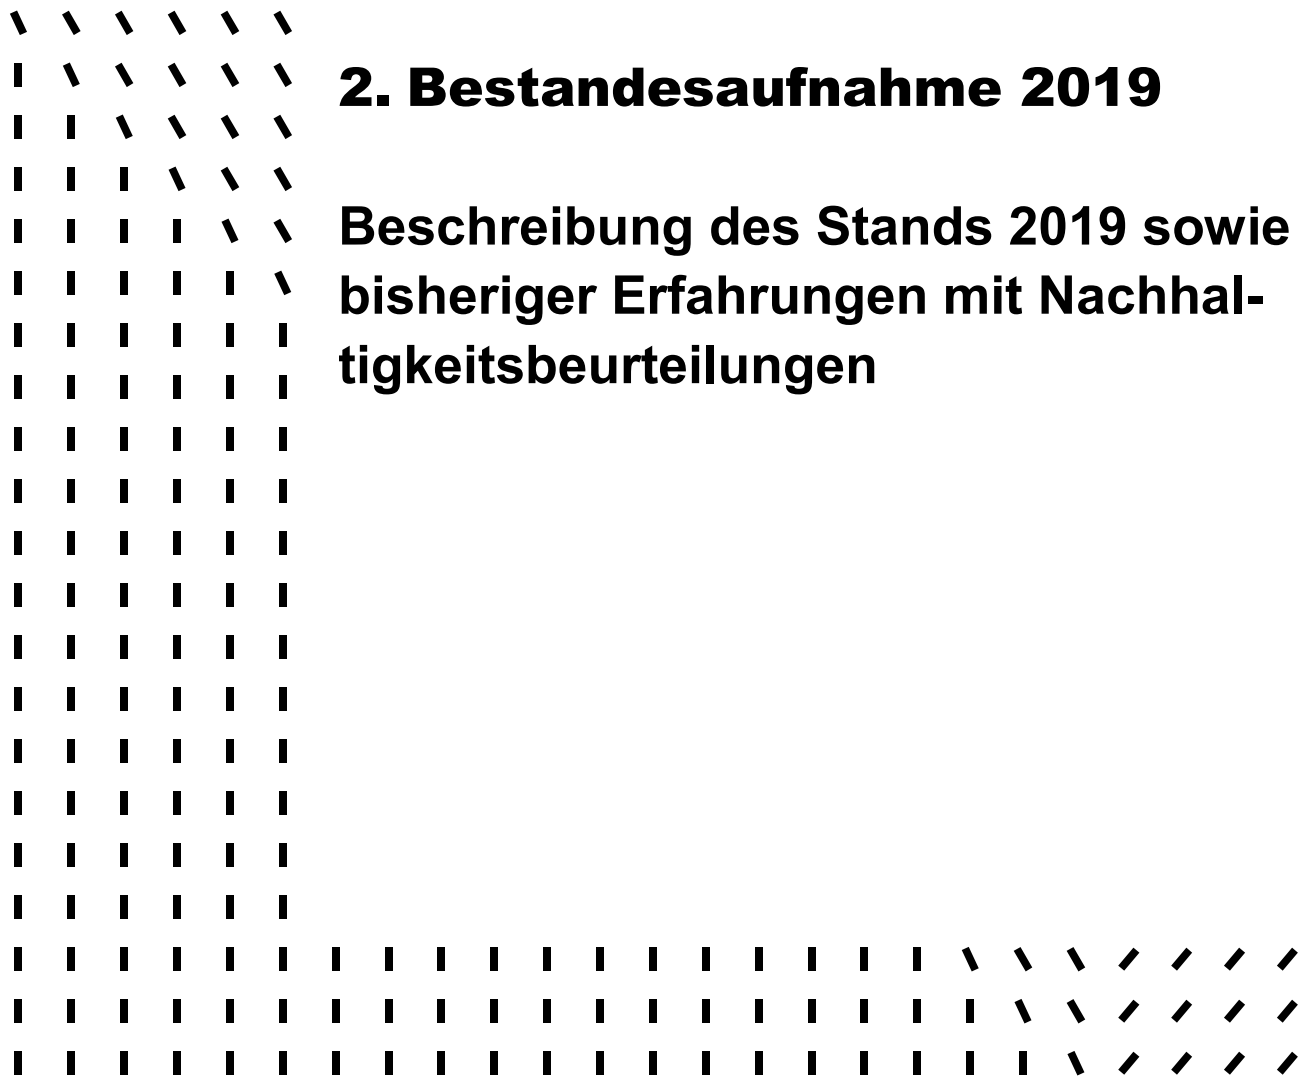 2. Bestandesaufnahme 2019
Beschreibung des Stands 2019 sowie
bisheriger Erfahrungen mit Nachhal-
tigkeitsbeurteilungen